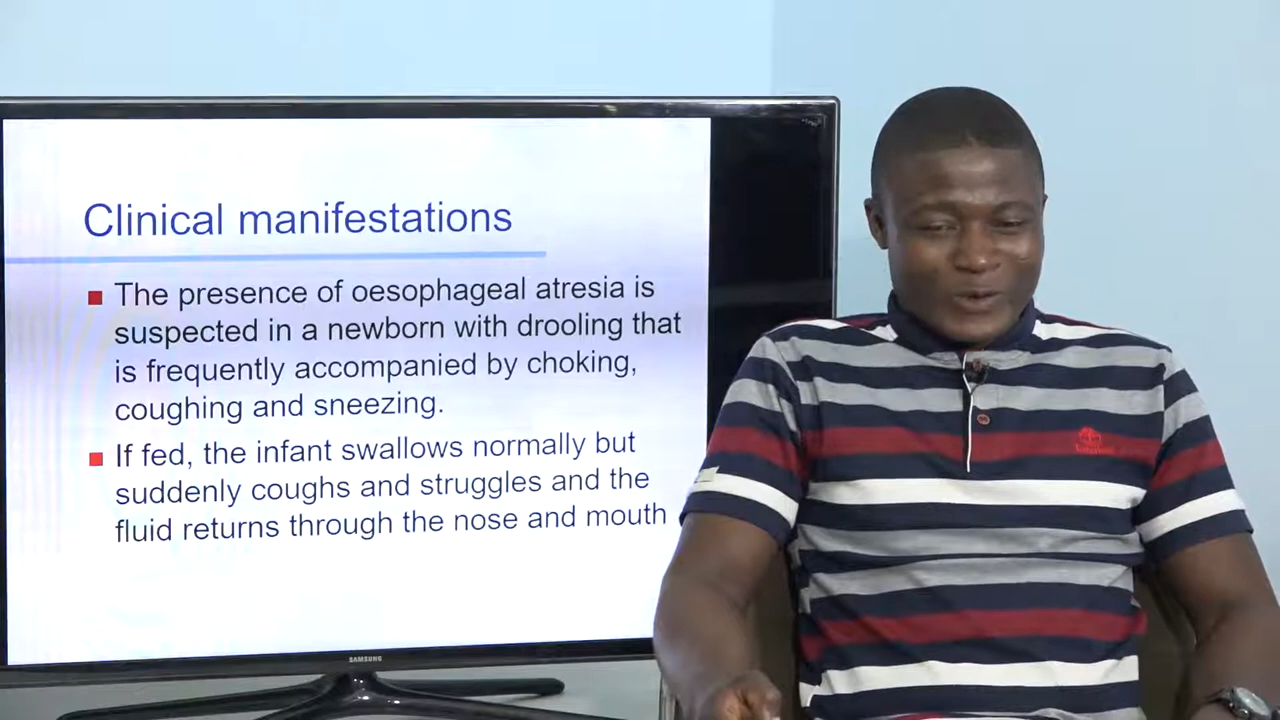 Clinical manifestations
The presence of oesophageal atresia is
suspected in a newborn with drooling that
is frequently accompanied by choking,
coughing and sneezing.
If fed, the infant swallows normally but
suddenly coughs and struggles and the
fluid returns through the nose and mouth
SAMSUNG